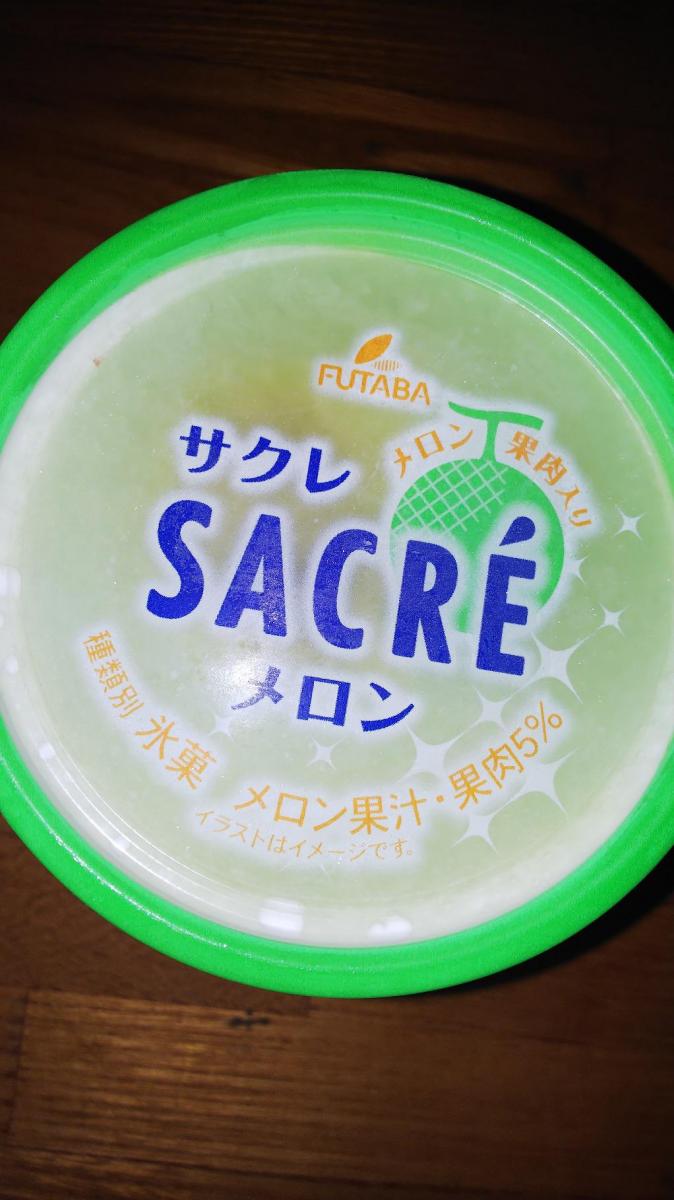 FUTABA
メロン果肉入り
サクレ
SACRÉ
メロン
種類別 氷菓 メロン果汁・果肉5%
イラストはイメージです。